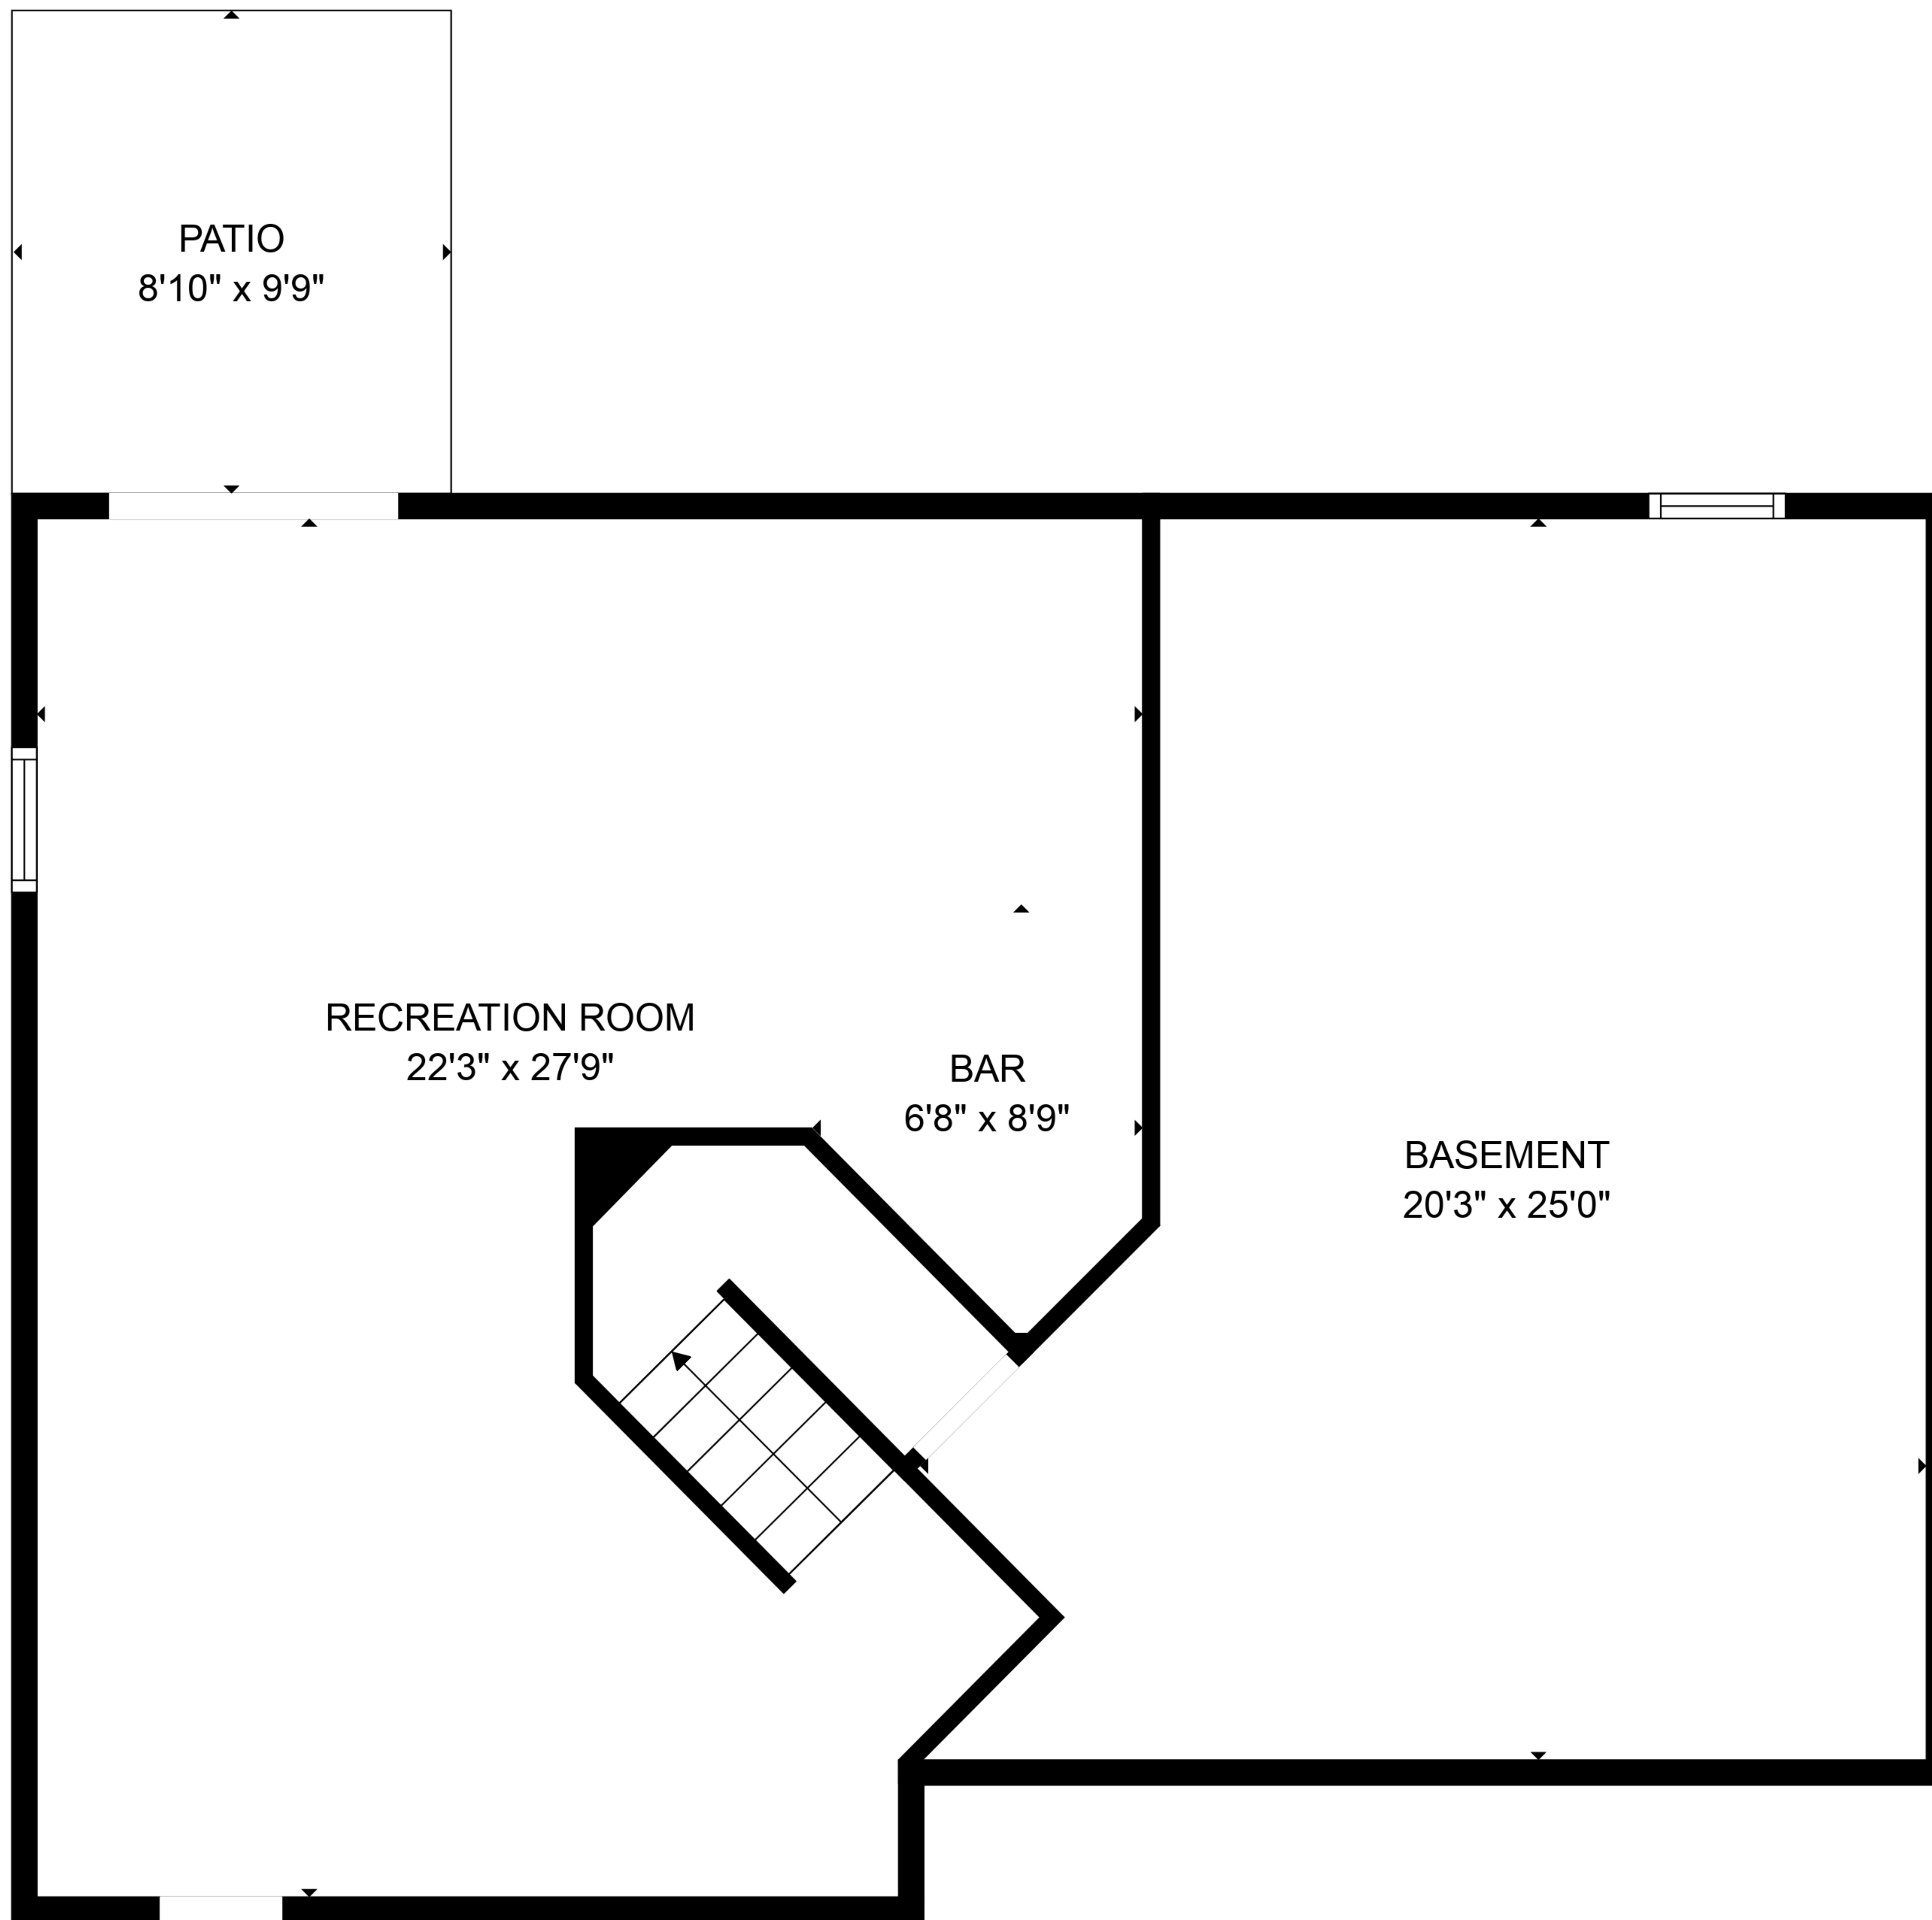 PATIO
8'10" x 9'9"
RECREATION ROOM
22'3" x 27'9"
BAR
6'8" x 8'9"
BASEMENT
20'3" x 25'0"